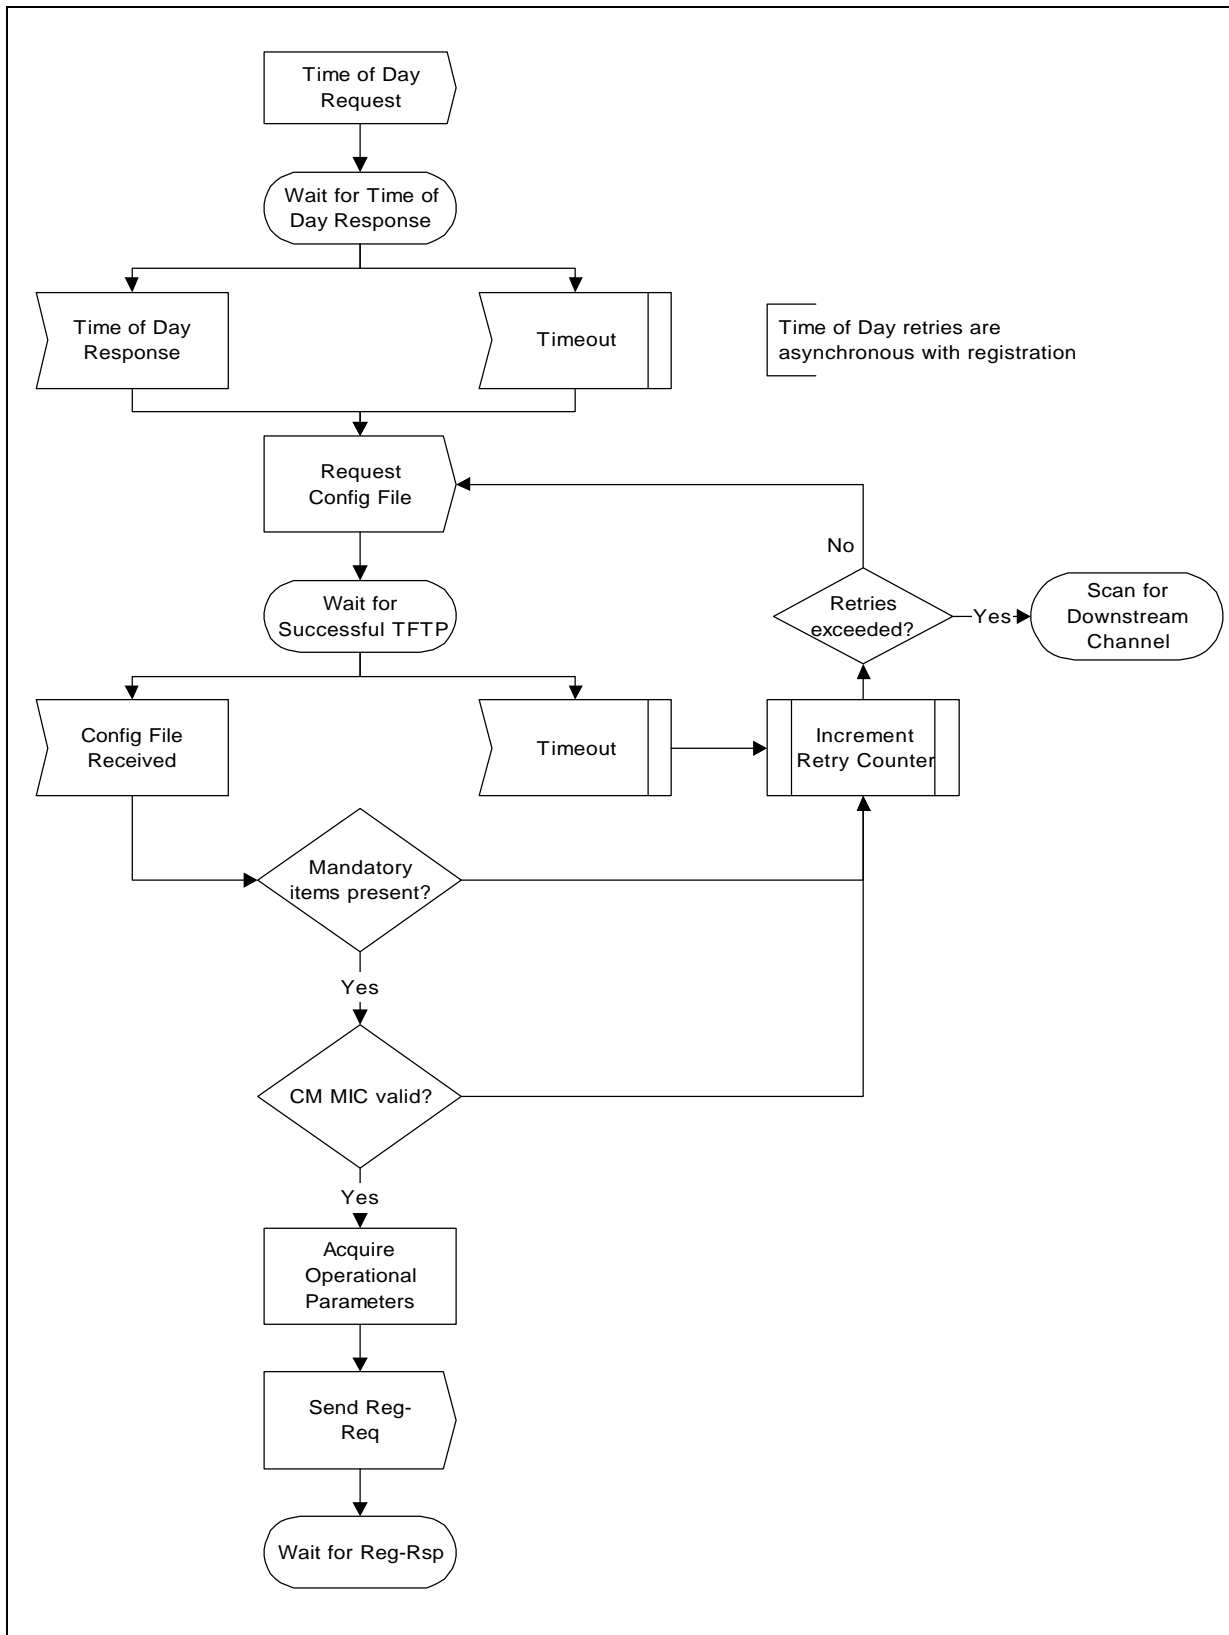 Time of Day
Request
Wait for Time of
Day Response
Time of Day
Response
Timeout
Time of Day retries are
asynchronous with registration
Request
Config File
No
Wait for
Successful TFTP
Retries
exceeded?
Yes
Scan for
Downstream
Channel
Config File
Received
Timeout
Increment
Retry Counter
Mandatory
items present?
Yes
CM MIC valid?
Yes
Acquire
Operational
Parameters
Send Reg-
Req
Wait for Reg-Rsp